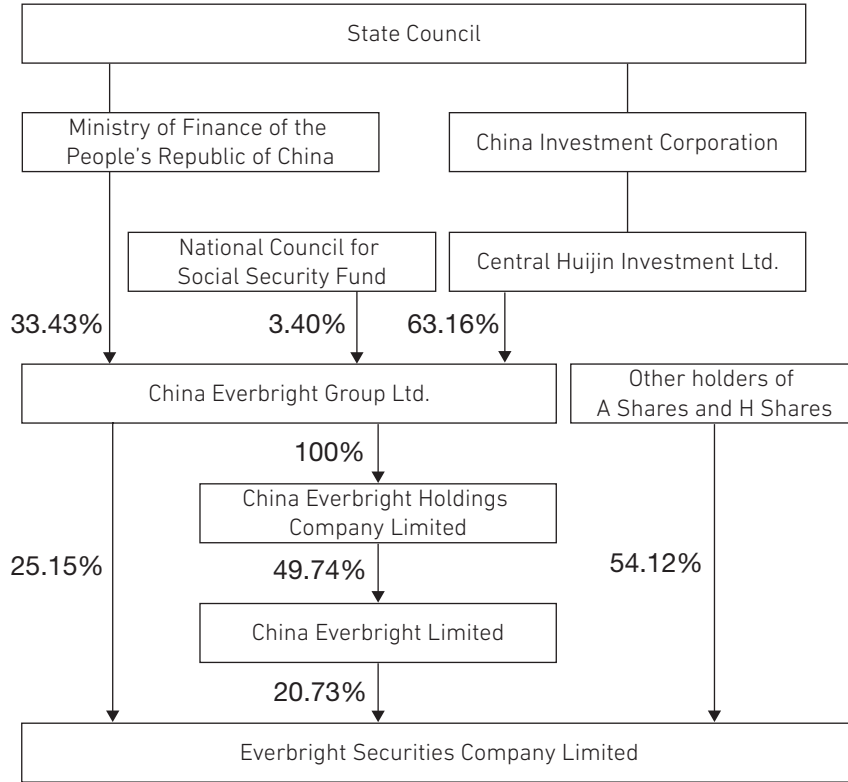 State Council
Ministry of Finance of the
People's Republic of China
China Investment Corporation
National Council for
Social Security Fund
Central Huijin Investment Ltd.
33.43%
3.40%
63.16%
China Everbright Group Ltd.
Other holders of
A Shares and H Shares
100%
China Everbright Holdings
Company Limited
25.15%
49.74%
54.12%
China Everbright Limited
20.73%
Everbright Securities Company Limited